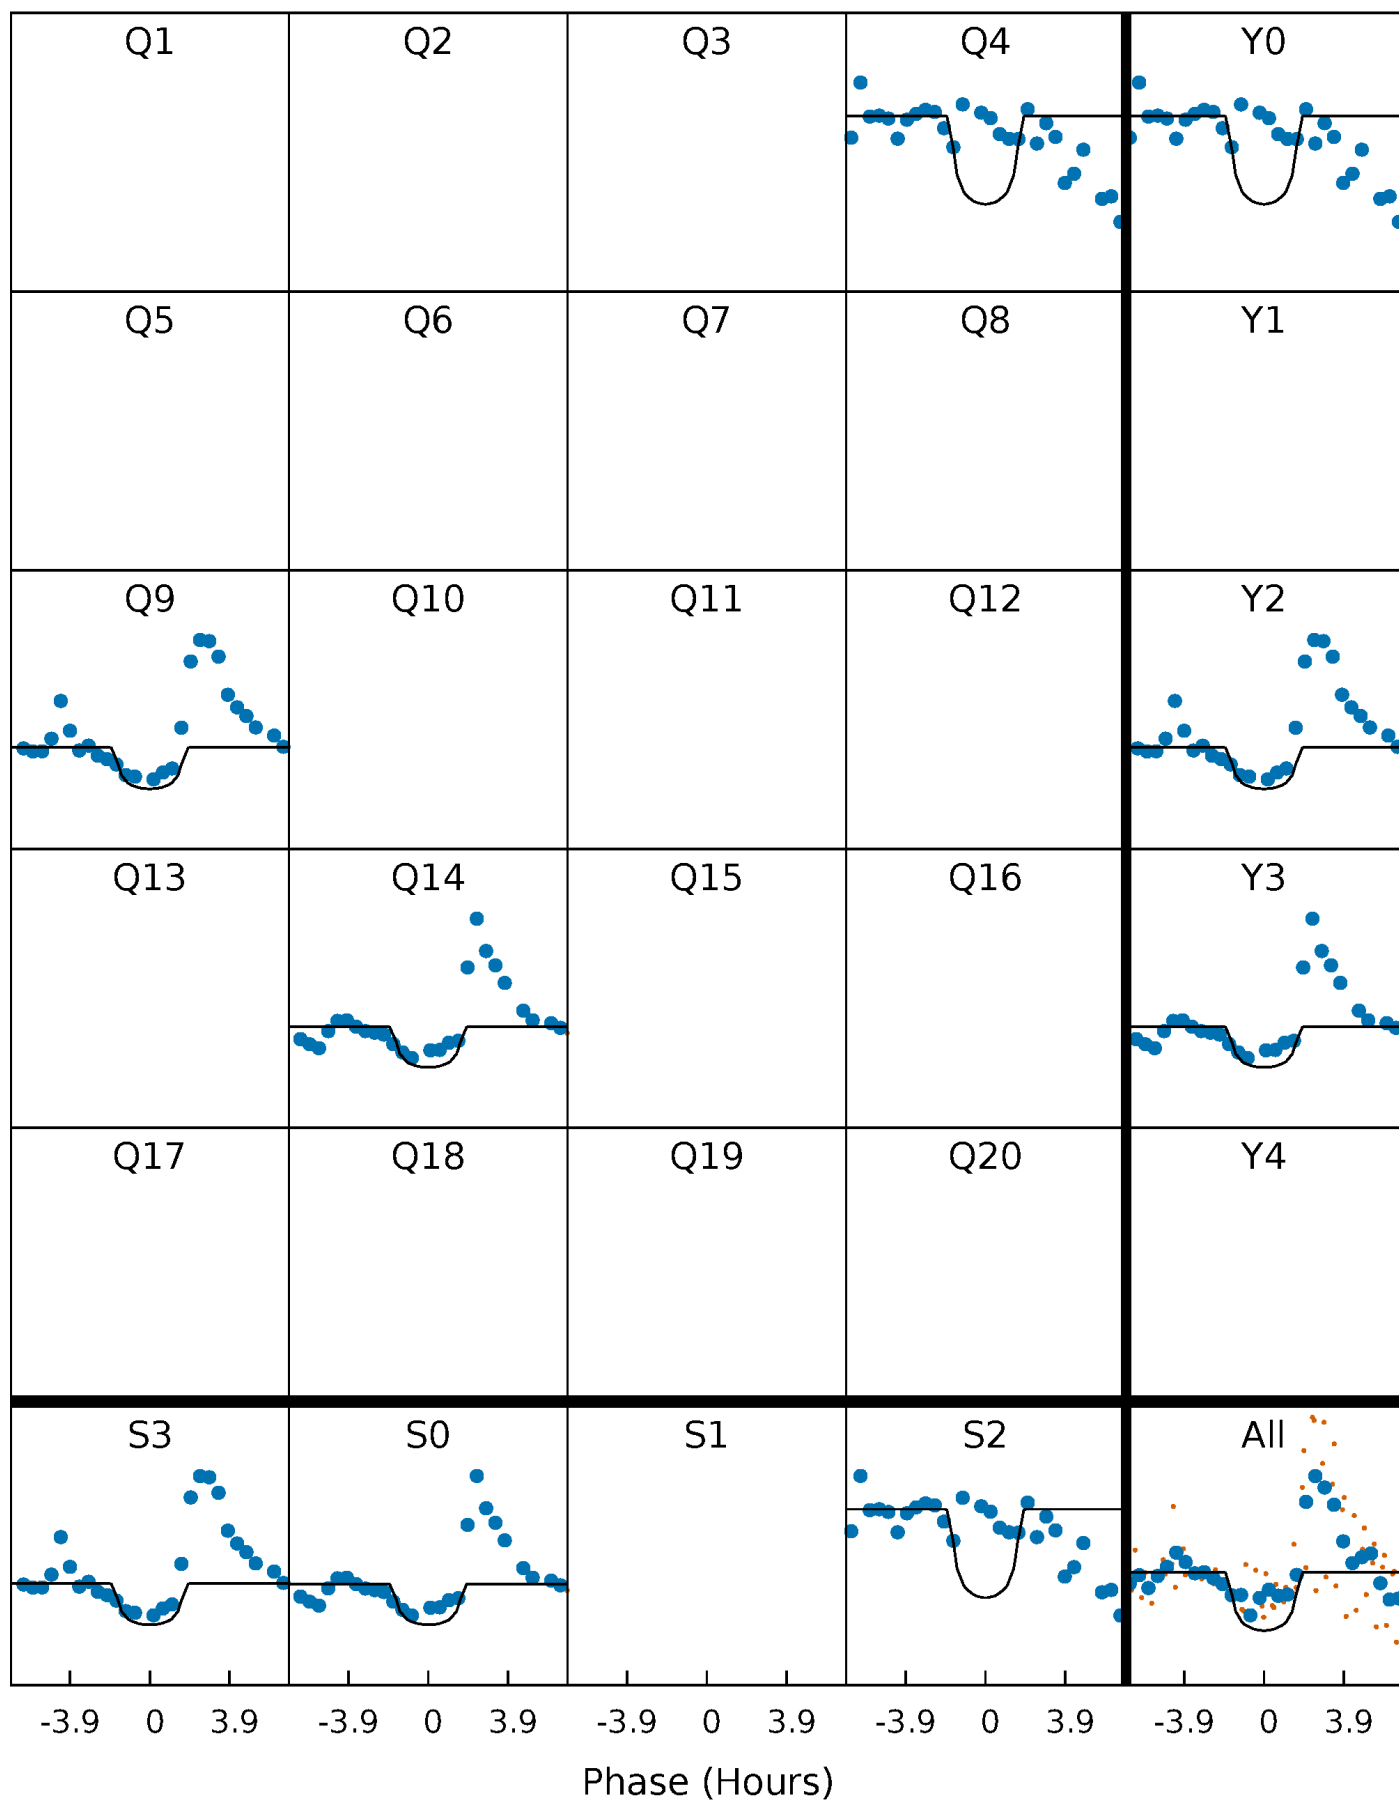 Q1 Q2 Q3 Q4 Y0
Q5 Q6 Q7 Q8 Y1
Q9 Q10 Q11 Q12 Y2
Q13 Q14 Q15 Q16 Y3
Q17 Q18 Q19 Q20 Y4
S3 S0 S1 S2 All
-3.9 0 3.9 -3.9 0 3.9 -3.9 0 3.9 -3.9 0 3.9 -3.9 0 3.9
Phase (Hours)